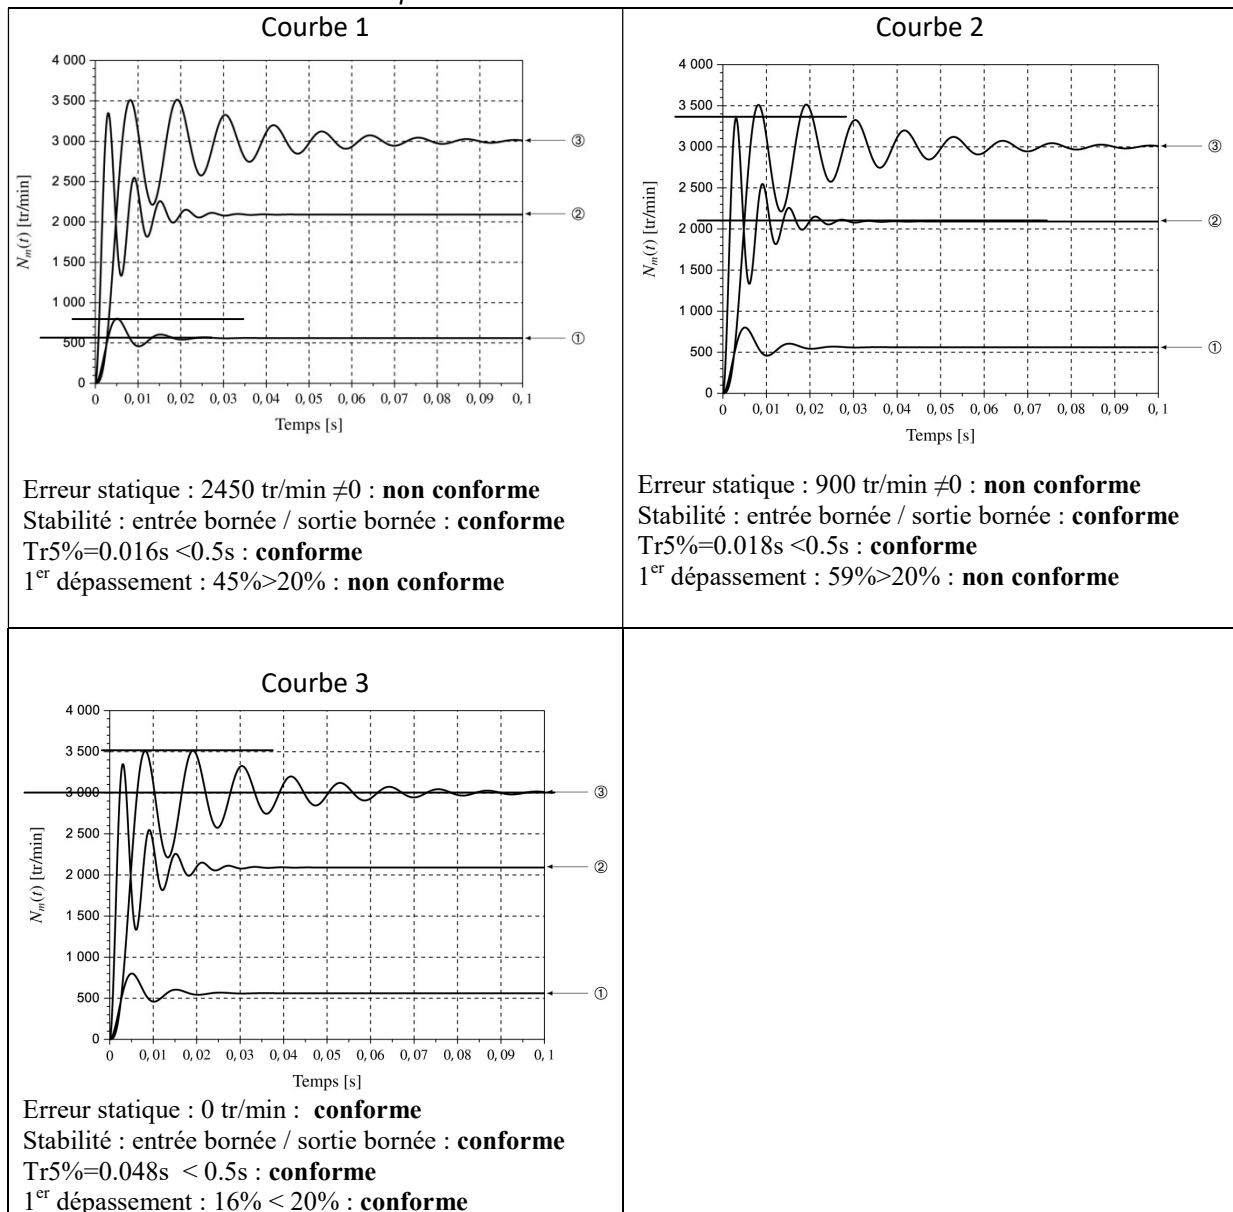 Courbe 1
4 000
3 500
3 000
2 500
2 000
1 500
1 000
500
0
N_m(t) [tr/min]
0 0,01 0,02 0,03 0,04 0,05 0,06 0,07 0,08 0,09 0,1
Temps [s]
③
②
①
Erreur statique : 2450 tr/min ≠0 : non conforme
Stabilité : entrée bornée / sortie bornée : conforme
Tr5%=0.016s <0.5s : conforme
1er dépassement : 45%>20% : non conforme
Courbe 2
4 000
3 500
3 000
2 500
2 000
1 500
1 000
500
0
N_m(t) [tr/min]
0 0,01 0,02 0,03 0,04 0,05 0,06 0,07 0,08 0,09 0,1
Temps [s]
③
②
①
Erreur statique : 900 tr/min ≠0 : non conforme
Stabilité : entrée bornée / sortie bornée : conforme
Tr5%=0.018s <0.5s : conforme
1er dépassement : 59%>20% : non conforme
Courbe 3
4 000
3 500
3 000
2 500
2 000
1 500
1 000
500
0
N_m(t) [tr/min]
0 0,01 0,02 0,03 0,04 0,05 0,06 0,07 0,08 0,09 0,1
Temps [s]
③
②
①
Erreur statique : 0 tr/min : conforme
Stabilité : entrée bornée / sortie bornée : conforme
Tr5%=0.048s < 0.5s : conforme
1er dépassement : 16% < 20% : conforme